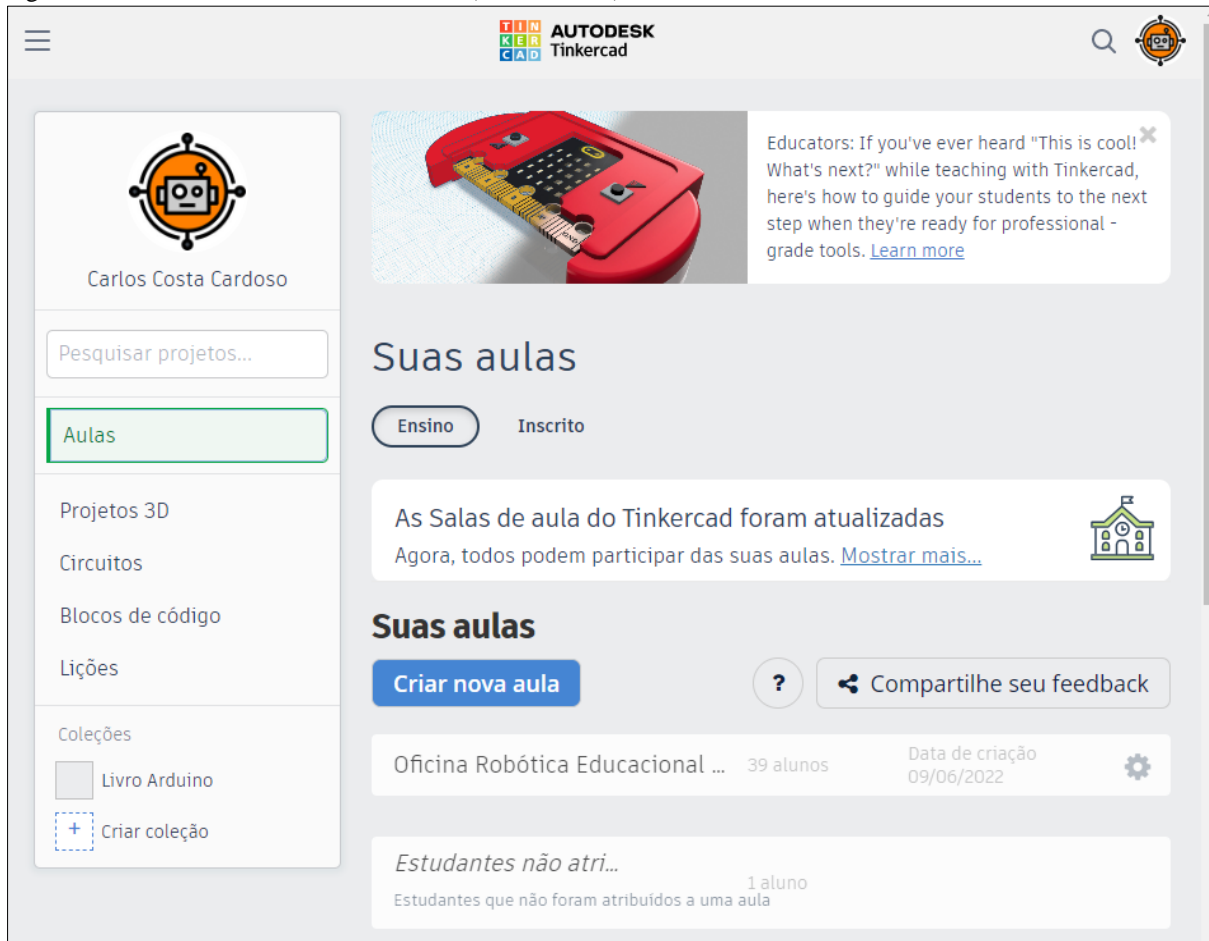 TIN
KER
CAD
AUTODESK
Tinkercad
Carlos Costa Cardoso
Pesquisar projetos...
Aulas
Projetos 3D
Circuitos
Blocos de código
Lições
Coleções
Livro Arduino
+ Criar coleção
Educators: If you've ever heard "This is cool!
What's next?" while teaching with Tinkercad,
here's how to guide your students to the next
step when they're ready for professional -
grade tools. Learn more
Suas aulas
Ensino Inscrito
As Salas de aula do Tinkercad foram atualizadas
Agora, todos podem participar das suas aulas. Mostrar mais...
Suas aulas
Criar nova aula ? Compartilhe seu feedback
Oficina Robótica Educacional ... 39 alunos Data de criação
09/06/2022
Estudantes não atri...
1 aluno
Estudantes que não foram atribuídos a uma aula